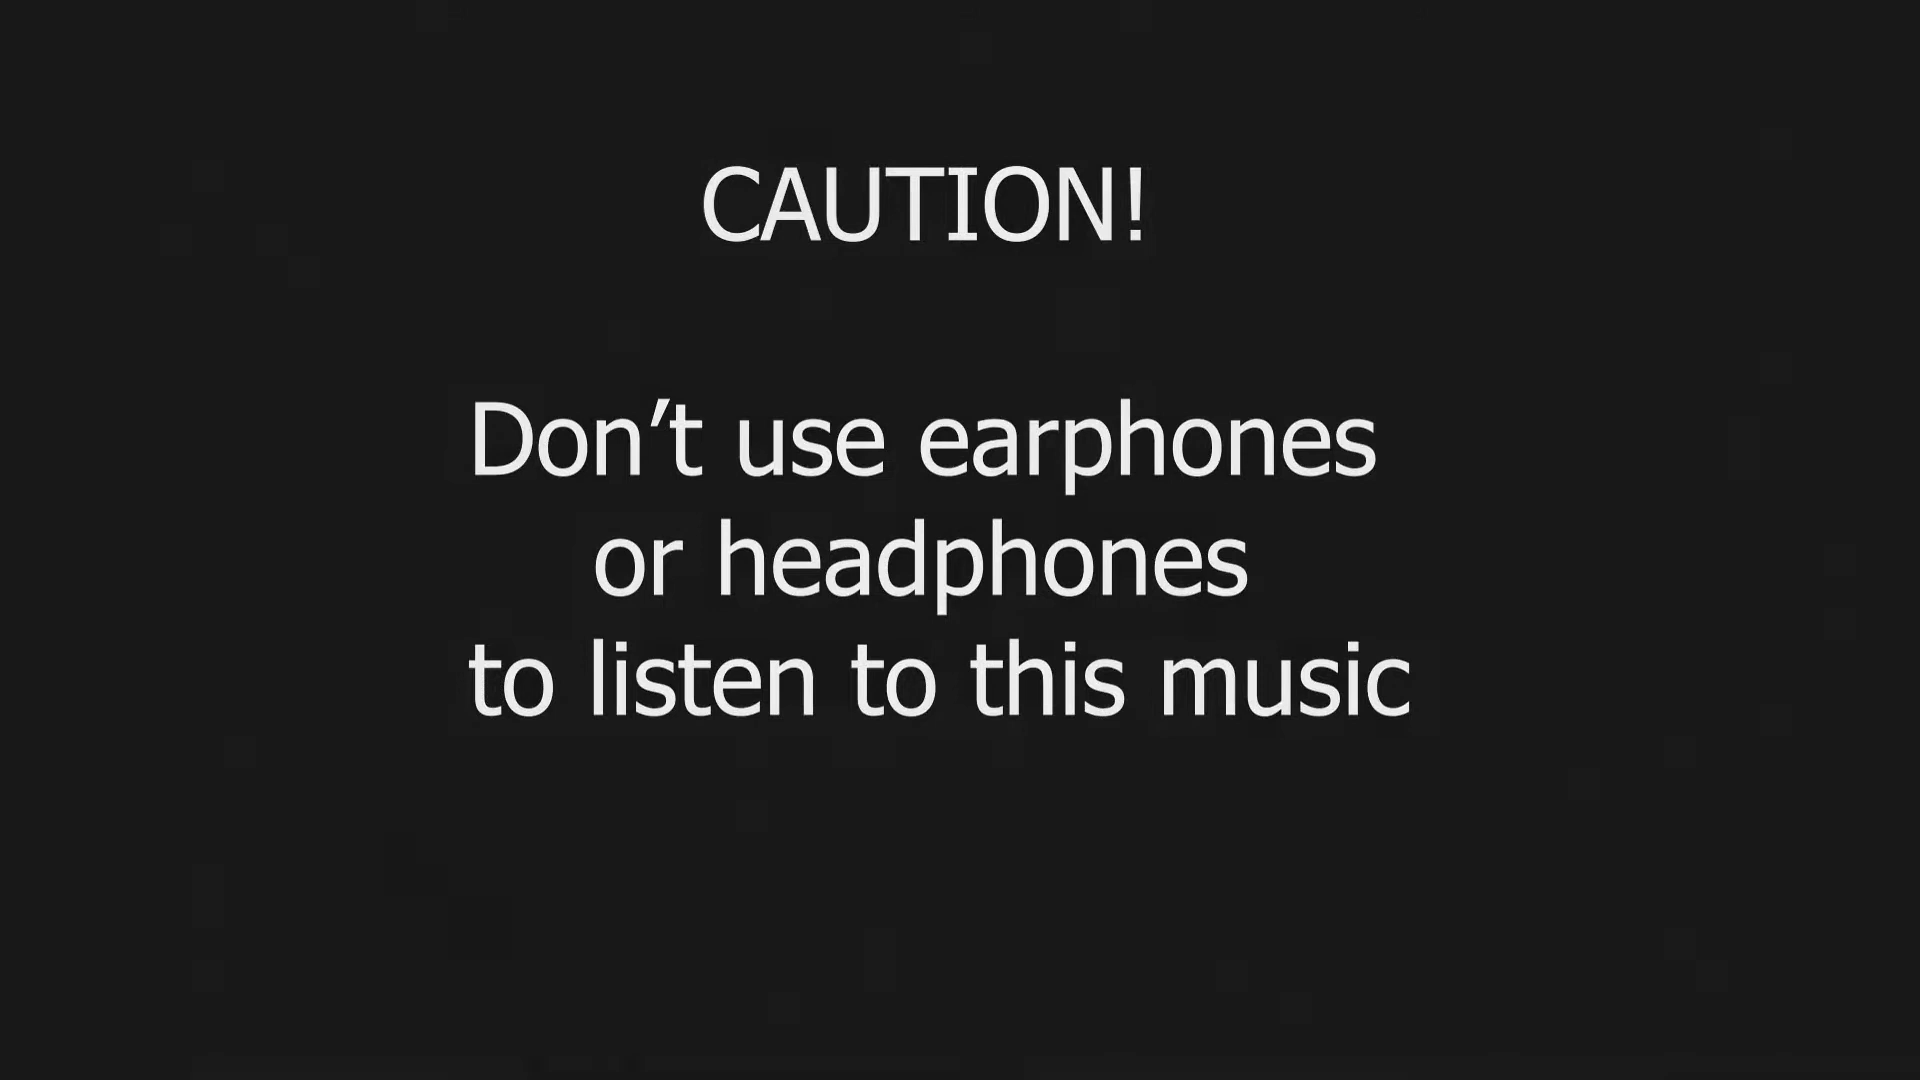 CAUTION!
Don’t use earphones
or headphones
to listen to this music